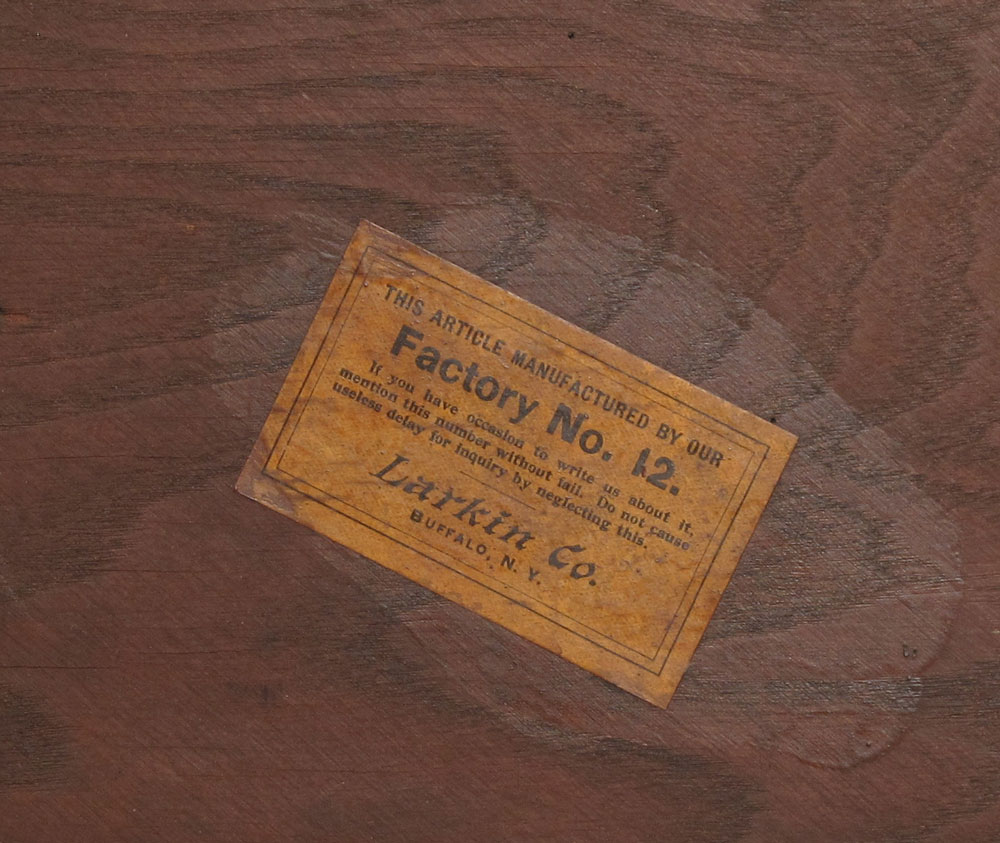 THIS ARTICLE MANUFACTURED BY OUR
Factory No. 12.
If you have occasion to write us about it,
mention this number without fail. Do not cause
useless delay for inquiry by neglecting this.
Larkin Co.
BUFFALO, N. Y.